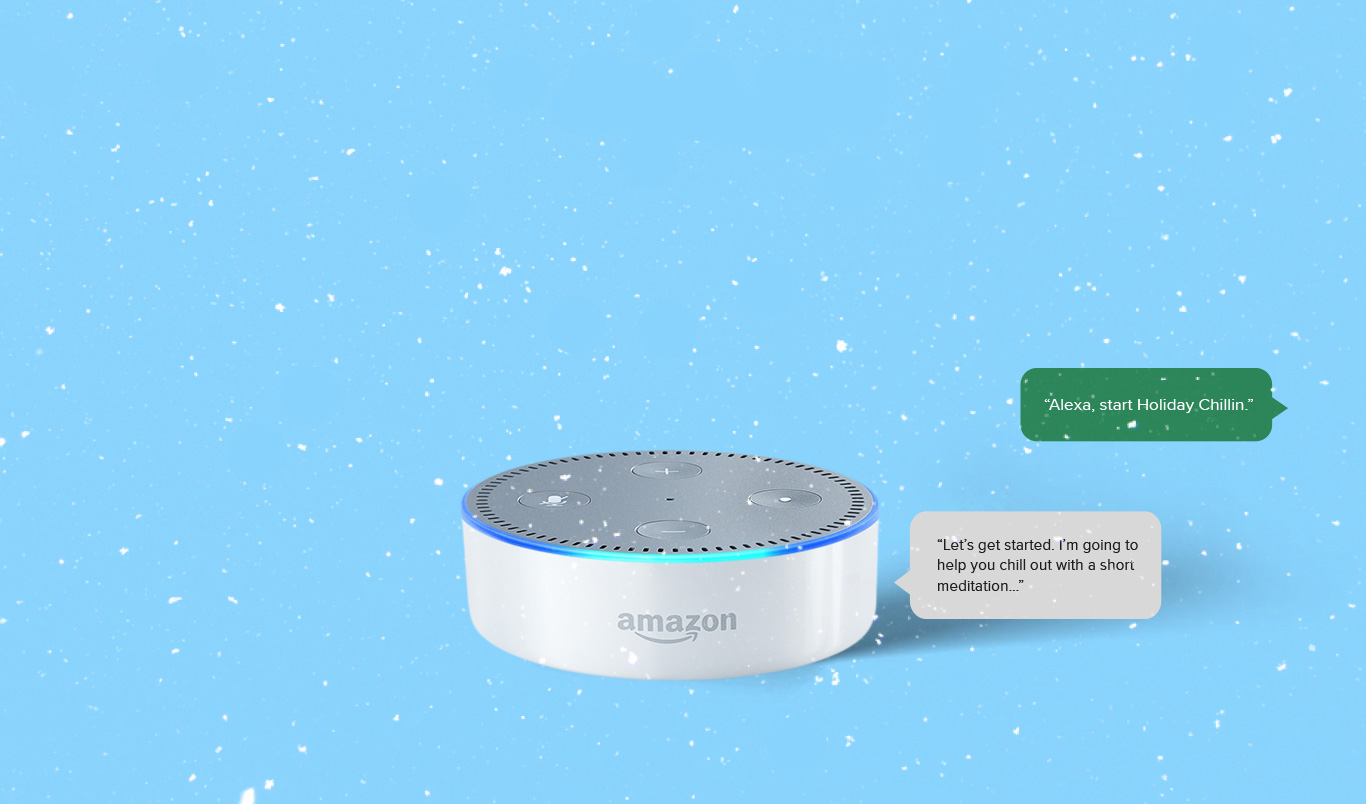 “Alexa, start Holiday Chillin.”
“Let’s get started. I’m going to
help you chill out with a short
meditation...”
amazon